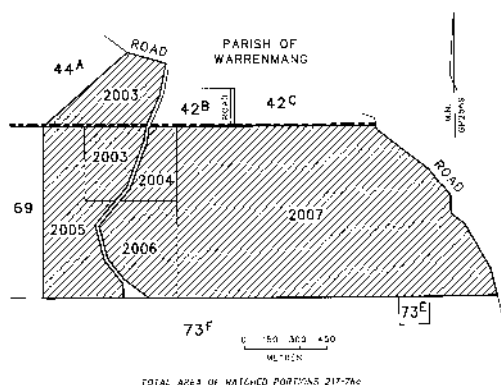 ROAD
PARISH OF
WARRENMANG
44A
2003
42B
ROAD
42C
2003
2004
ROAD
69
2005
2006
2007
73F
73E
0 150 300 450
METRES
TOTAL AREA OF HATCHED PORTIONS